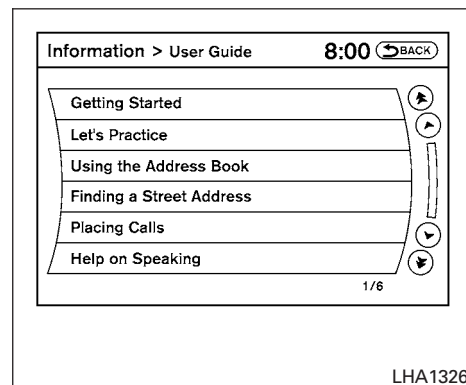 Information > User Guide 8:00 BACK
Getting Started
Let's Practice
Using the Address Book
Finding a Street Address
Placing Calls
Help on Speaking
1/6
LHA1326